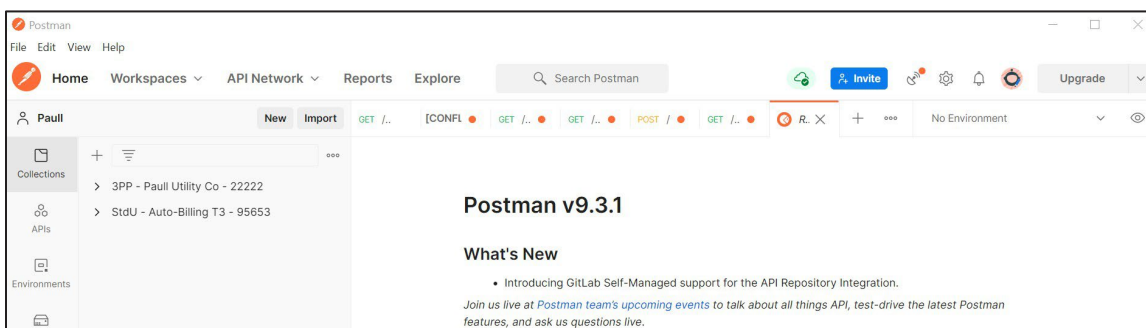 Postman
File Edit View Help
Home Workspaces API Network Reports Explore Search Postman Invite Upgrade
Paull New Import GET /.. [CONFL GET /.. GET /.. POST / GET /.. R.. No Environment
Collections
3PP - Paull Utility Co - 22222
StdU - Auto-Billing T3 - 95653
APIs
Environments
Postman v9.3.1
What's New
• Introducing GitLab Self-Managed support for the API Repository Integration.
Join us live at Postman team's upcoming events to talk about all things API, test-drive the latest Postman
features, and ask us questions live.